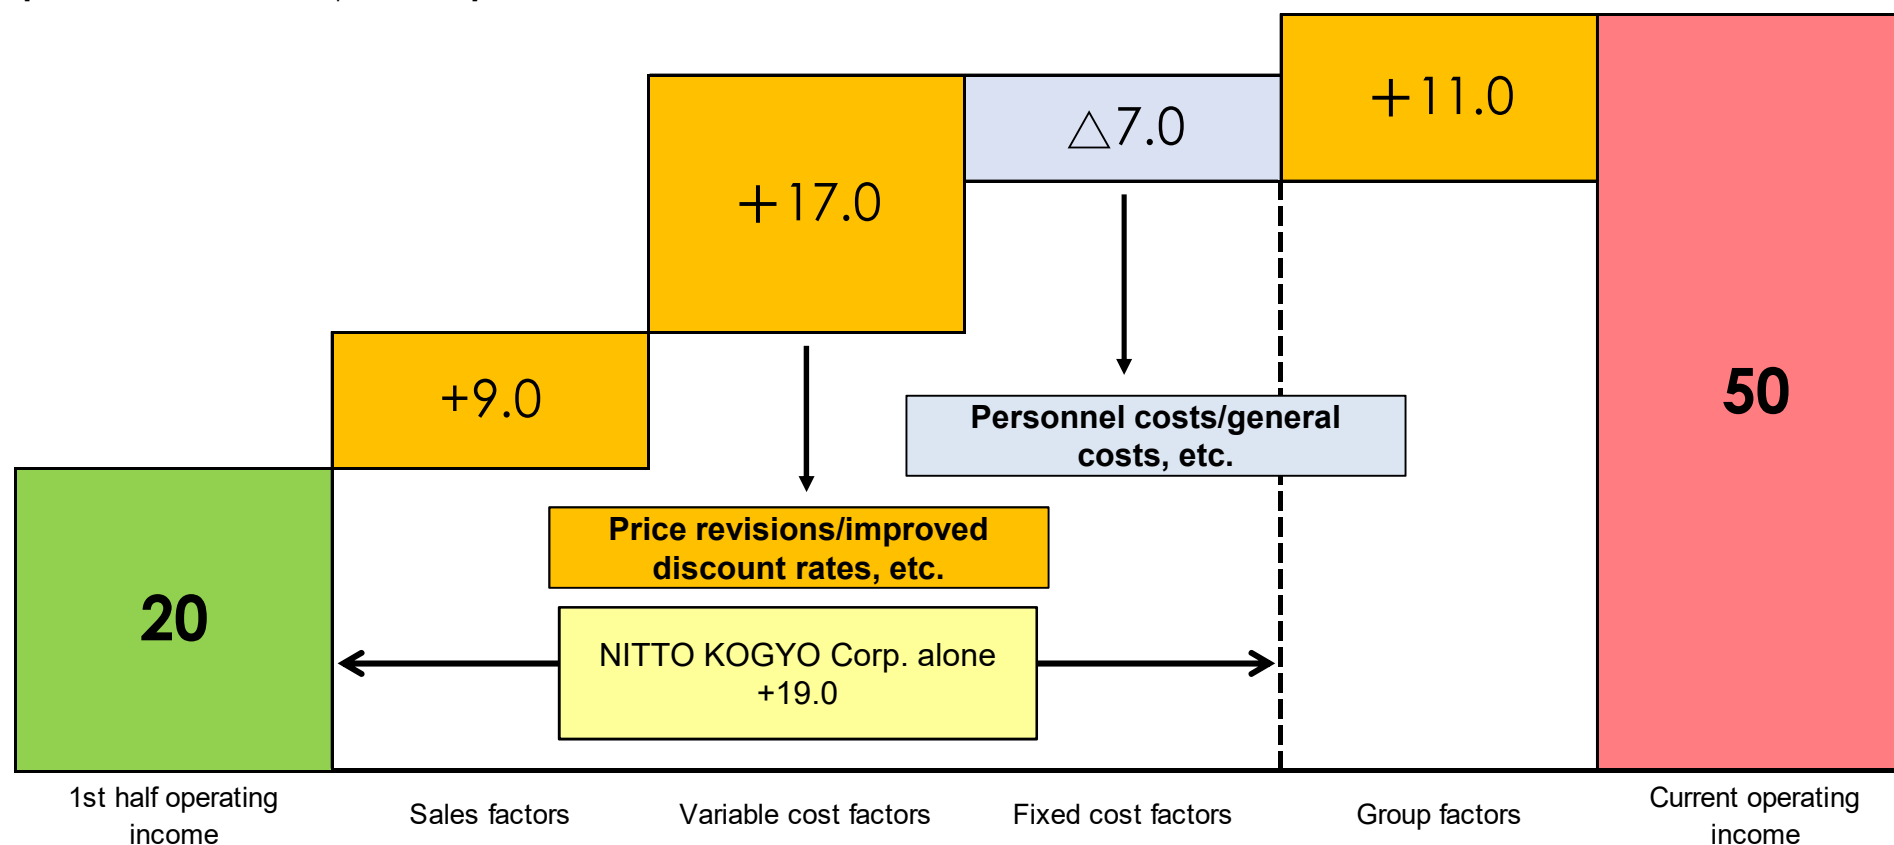 +11.0
△7.0
+17.0
+9.0
50
Personnel costs/general
costs, etc.
Price revisions/improved
discount rates, etc.
20
NITTO KOGYO Corp. alone
+19.0
1st half operating
income
Sales factors
Variable cost factors
Fixed cost factors
Group factors
Current operating
income